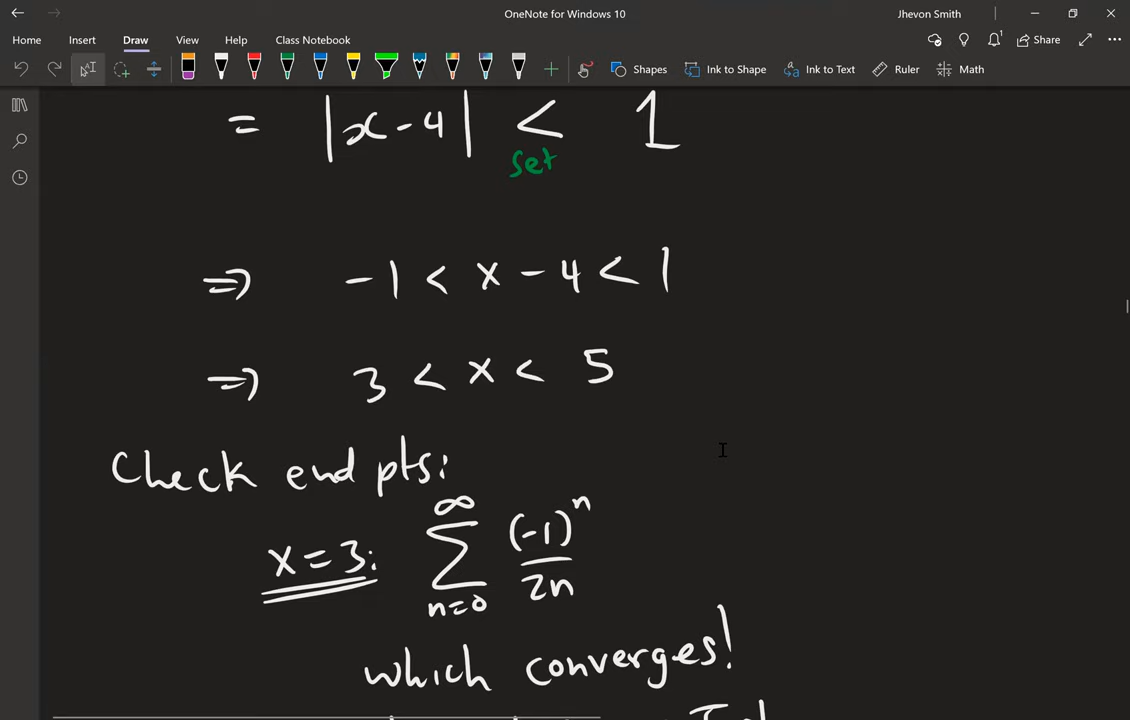 OneNote for Windows 10
Jhevon Smith
Home Insert Draw View Help Class Notebook
Share
Shapes Ink to Shape Ink to Text Ruler Math
= |x-4| < 1
set
⇒ -1 < x - 4 < 1
⇒ 3 < x < 5
Check end pts:
x=3: ∑_{n=0}^{∞} (-1)^n / 2n
which converges!